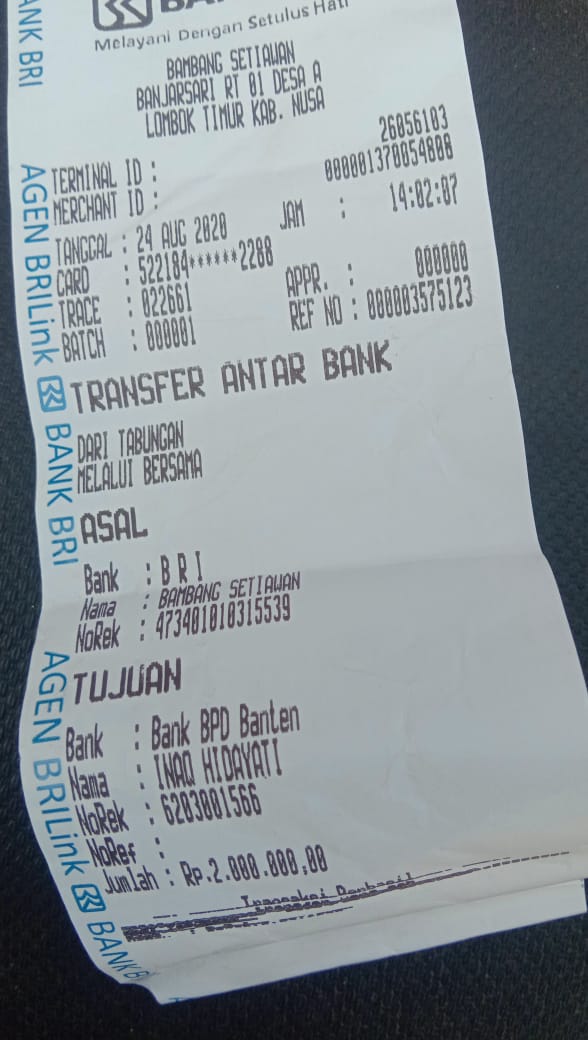 BANK BRI
Melayani Dengan Setulus Hati
BAMBANG SETIAWAN
BANJARSARI RT 01 DESA A
LOMBOK TIMUR KAB. NUSA
TERMINAL ID : 26056103
MERCHANT ID : 000001370054808
TANGGAL : 24 AUG 2020 JAM : 14:02:07
CARD : 522184******2288
TRACE : 022661 APPR. : 000000
BATCH : 000001 REF NO : 000003575123
TRANSFER ANTAR BANK
DARI TABUNGAN
MELALUI BERSAMA
ASAL
Bank : B R I
Nama : BAMBANG SETIAWAN
NoRek : 473401010315539
TUJUAN
Bank : Bank BPD Banten
Nama : INAQ HIDAYATI
NoRek : 6203001566
NoRef :
Jumlah : Rp.2.000.000,00
AGEN BRILink BANK BRI
AGEN BRILink BANK B